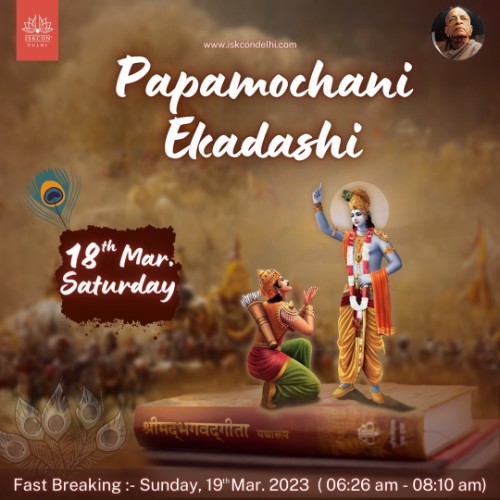 www.iskcondelhi.com
ISKCON
DELHI
Papamochani
Ekadashi
18th Mar.
Saturday
श्रीमद्भगवद्गीता यथारूप
Fast Breaking :- Sunday, 19th Mar. 2023 ( 06:26 am - 08:10 am)